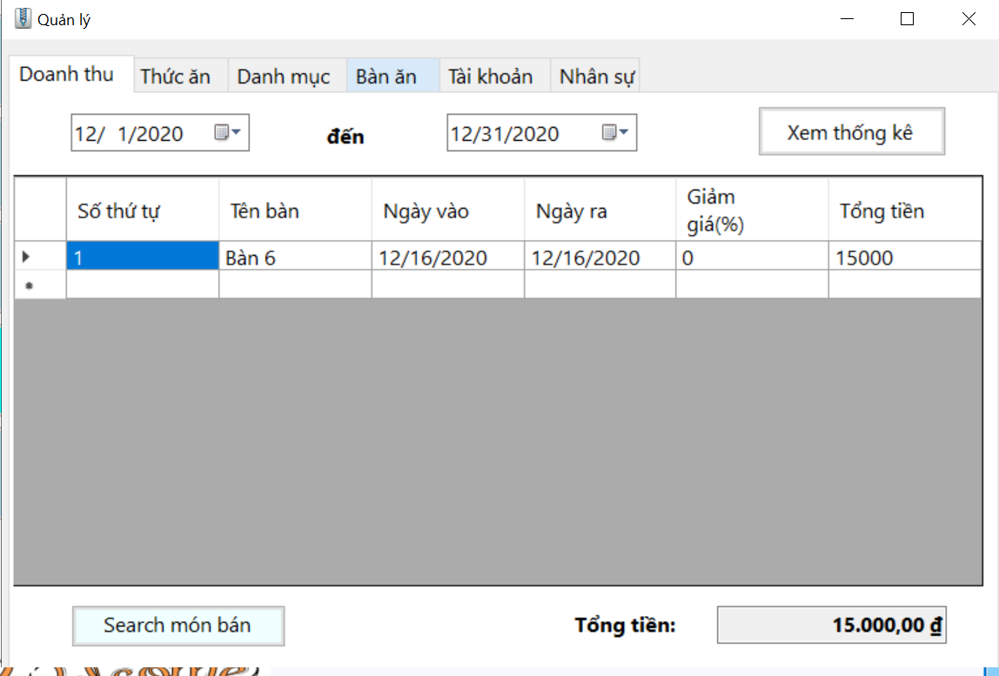 Quản lý
Doanh thu Thức ăn Danh mục Bàn ăn Tài khoản Nhân sự
12/ 1/2020 đến 12/31/2020 Xem thống kê
Số thứ tự Tên bàn Ngày vào Ngày ra Giảm giá(%) Tổng tiền
1 Bàn 6 12/16/2020 12/16/2020 0 15000
Search món bán Tổng tiền: 15.000,00 ₫